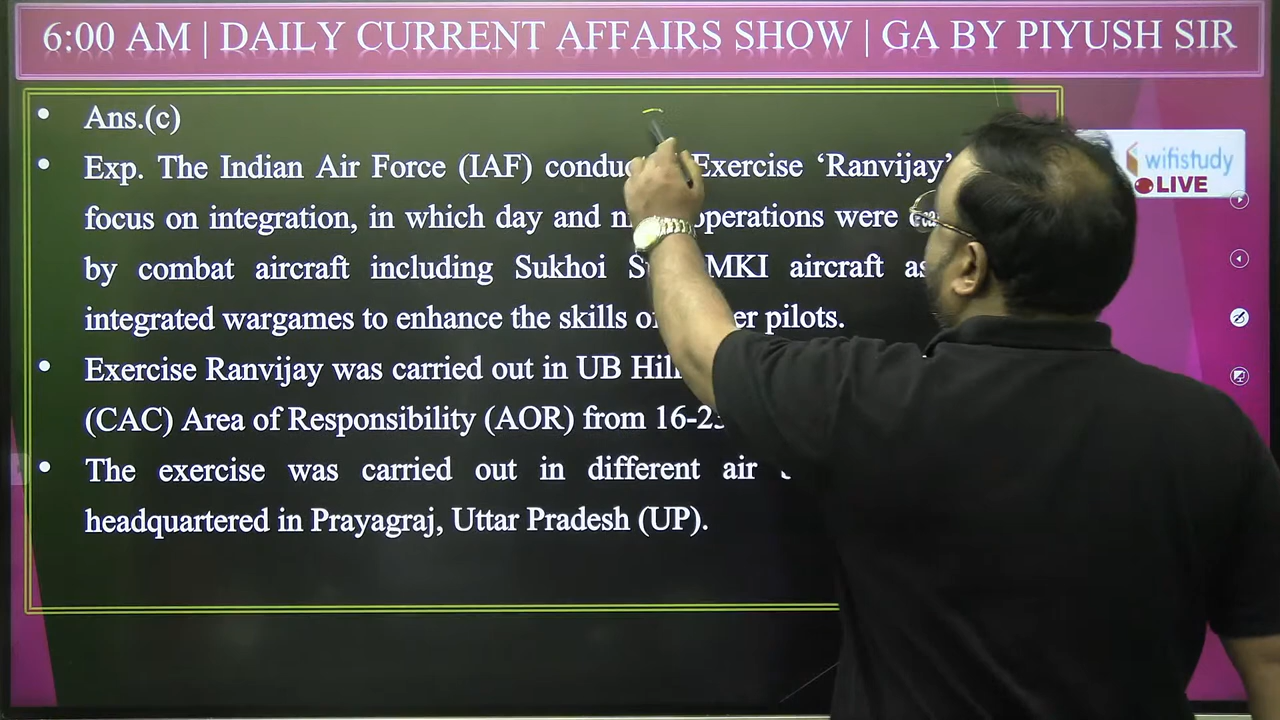 6:00 AM | DAILY CURRENT AFFAIRS SHOW | GA BY PIYUSH SIR
• Ans.(c)
• Exp. The Indian Air Force (IAF) Exercise ‘Ranvijay’
focus on integration, in which day and operations were
by combat aircraft including Sukhoi MKI aircraft
integrated wargames to enhance the skills pilots.
• Exercise Ranvijay was carried out in UB
(CAC) Area of Responsibility (AOR) from
• The exercise was carried out in different air
headquartered in Prayagraj, Uttar Pradesh (UP).
wifistudy
LIVE